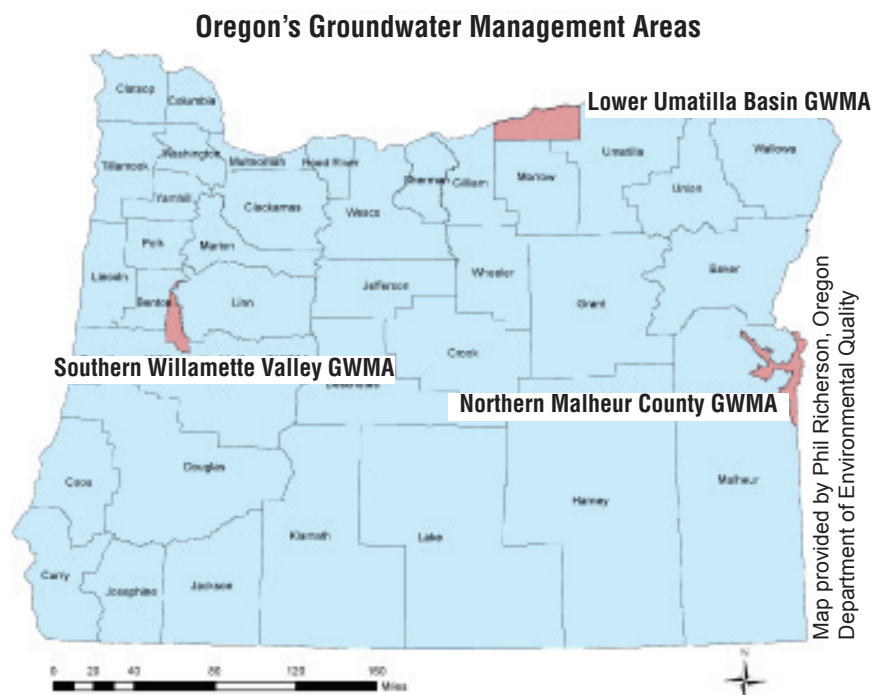 Oregon's Groundwater Management Areas
Clatsop
Columbia
Lower Umatilla Basin GWMA
Tillamook
Washington
Multnomah
Hood River
Sherman
Gilliam
Morrow
Umatilla
Union
Wallowa
Yamhill
Clackamas
Wasco
Polk
Marion
Lincoln
Benton
Linn
Jefferson
Wheeler
Grant
Baker
Crook
Southern Willamette Valley GWMA
Deschutes
Northern Malheur County GWMA
Coos
Douglas
Malheur
Harney
Klamath
Lake
Curry
Josephine
Jackson
Map provided by Phil Richerson, Oregon
Department of Environmental Quality
0 20 40 80 120 160
Miles
N